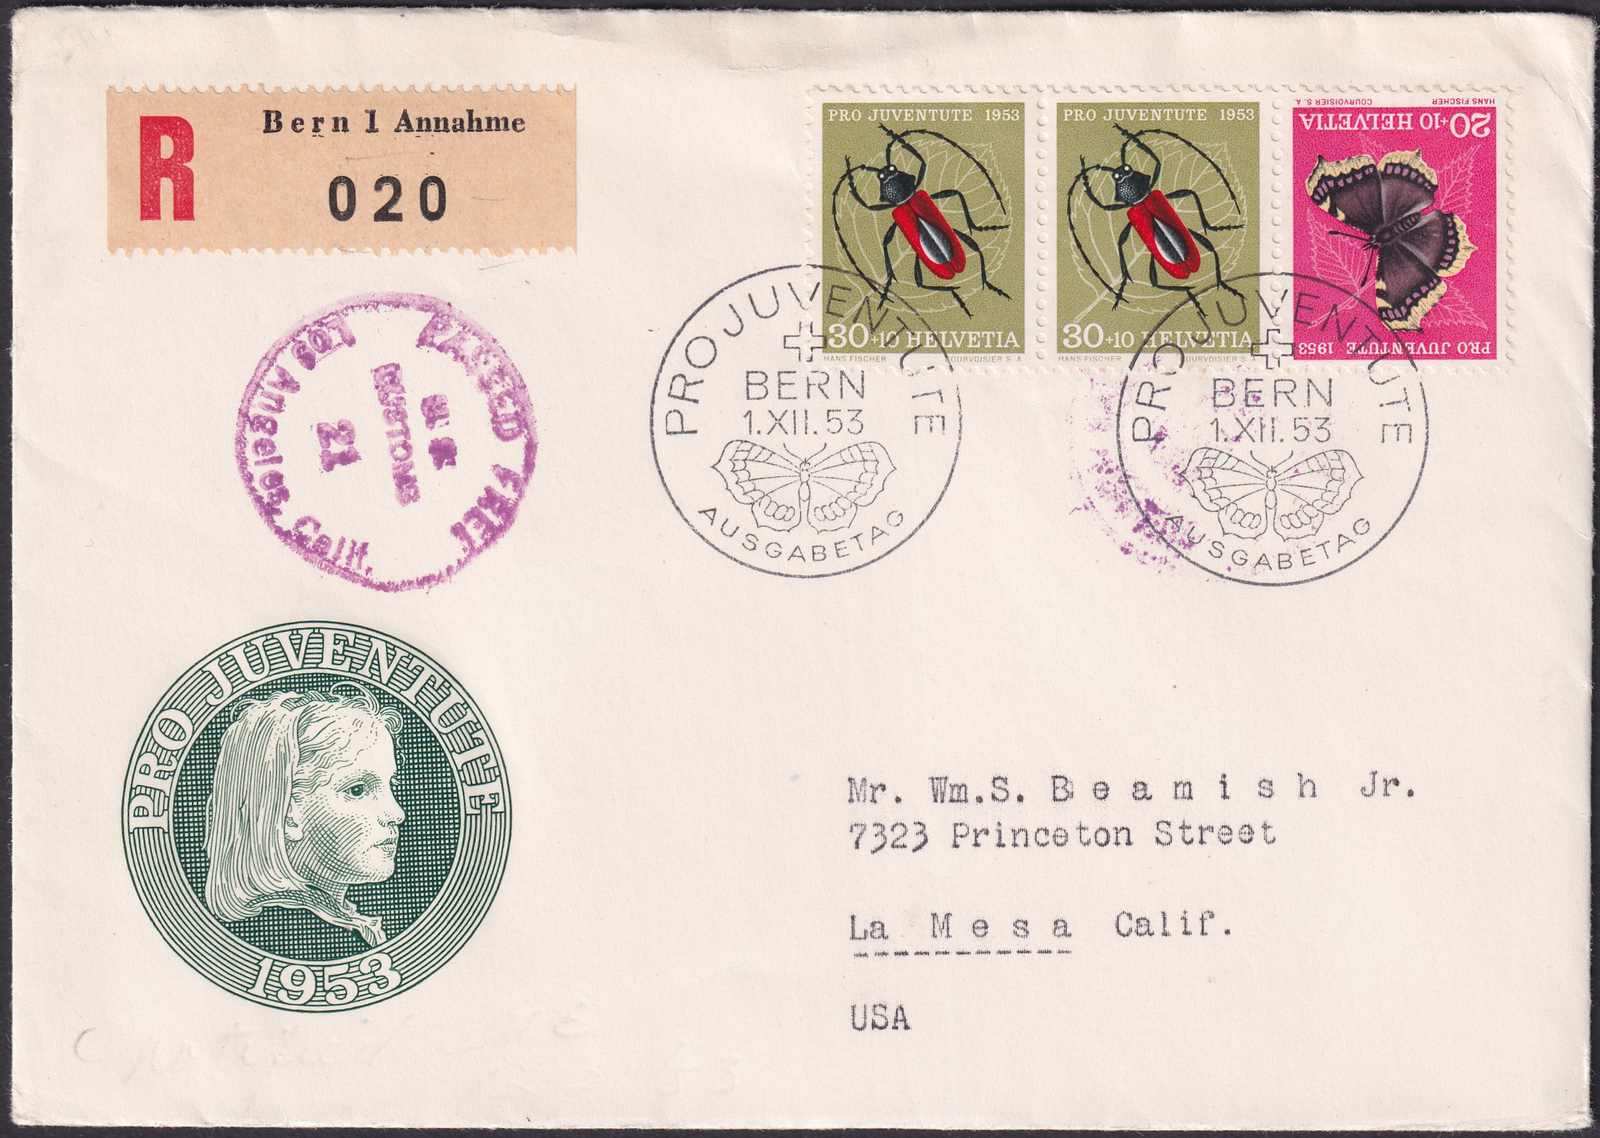 R
Bern 1 Annahme
020
PRO JUVENTUTE 1953
30+10 HELVETIA
HANS FISCHER COURVOISIER S. A
PRO JUVENTUTE 1953
30+10 HELVETIA
HANS FISCHER COURVOISIER S. A
20+10 HELVETIA
PRO JUVENTUTE 1953
HANS FISCHER
COURVOISIER S. A
PRO JUVENTUTE
BERN
1.XII.53
AUSGABETAG
PRO JUVENTUTE
BERN
1.XII.53
AUSGABETAG
PASSED FREE
CUSTOMS
21
Los Angeles, Calif.
PRO JUVENTUTE
1953
Mr. Wm.S. B e a m i s h Jr.
7323 Princeton Street
La M e s a Calif.
USA